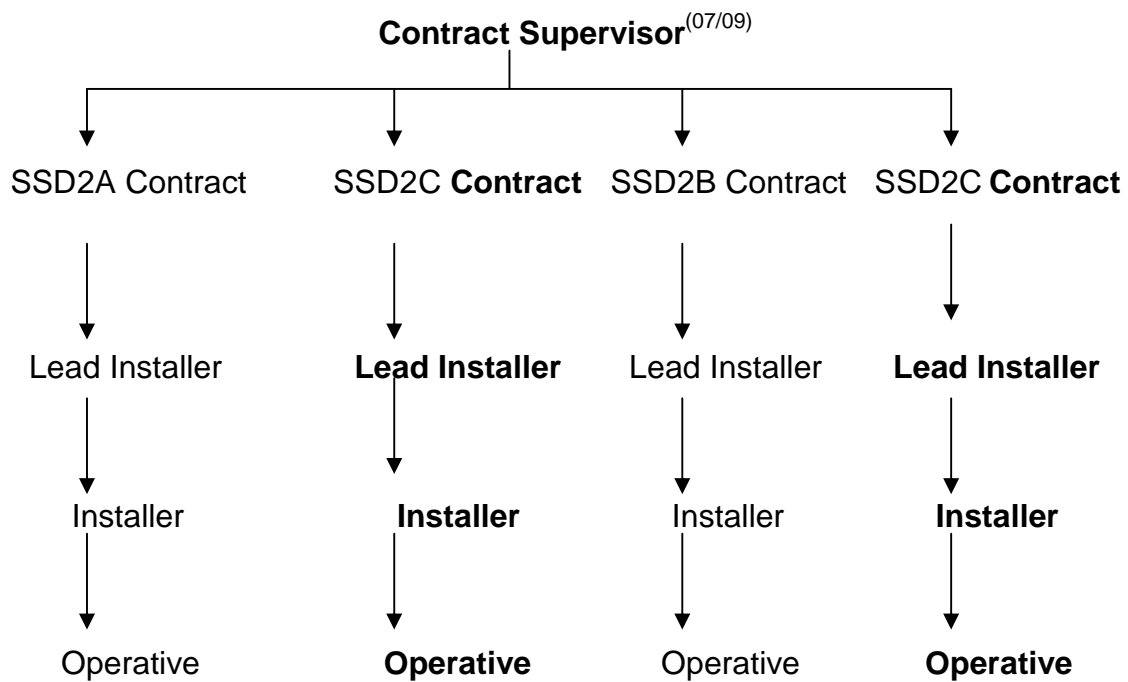 Contract Supervisor(07/09)
SSD2A Contract SSD2C Contract SSD2B Contract SSD2C Contract
Lead Installer Lead Installer Lead Installer Lead Installer
Installer Installer Installer Installer
Operative Operative Operative Operative